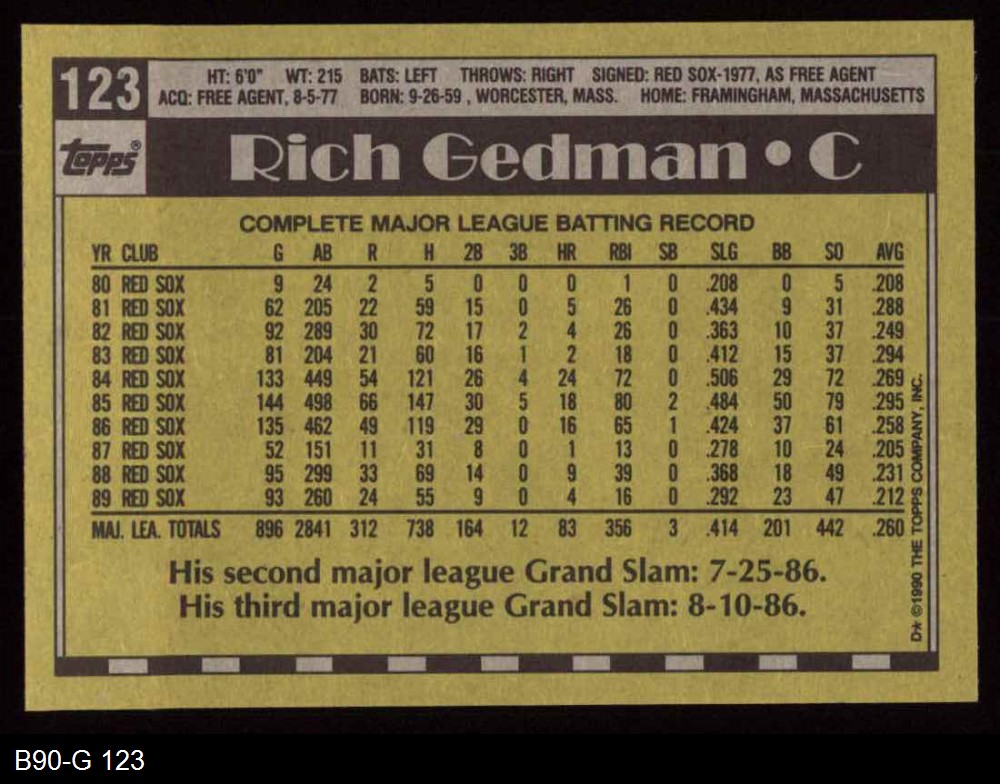 123
HT: 6'0" WT: 215 BATS: LEFT THROWS: RIGHT SIGNED: RED SOX-1977, AS FREE AGENT
ACQ: FREE AGENT, 8-5-77 BORN: 9-26-59 , WORCESTER, MASS. HOME: FRAMINGHAM, MASSACHUSETTS
topps®
Rich Gedman • C
COMPLETE MAJOR LEAGUE BATTING RECORD
YR CLUB G AB R H 2B 3B HR RBI SB SLG BB SO AVG
80 RED SOX 9 24 2 5 0 0 0 1 0 .208 0 5 .208
81 RED SOX 62 205 22 59 15 0 5 26 0 .434 9 31 .288
82 RED SOX 92 289 30 72 17 2 4 26 0 .363 10 37 .249
83 RED SOX 81 204 21 60 16 1 2 18 0 .412 15 37 .294
84 RED SOX 133 449 54 121 26 4 24 72 0 .506 29 72 .269
85 RED SOX 144 498 66 147 30 5 18 80 2 .484 50 79 .295
86 RED SOX 135 462 49 119 29 0 16 65 1 .424 37 61 .258
87 RED SOX 52 151 11 31 8 0 1 13 0 .278 10 24 .205
88 RED SOX 95 299 33 69 14 0 9 39 0 .368 18 49 .231
89 RED SOX 93 260 24 55 9 0 4 16 0 .292 23 47 .212
MAJ. LEA. TOTALS 896 2841 312 738 164 12 83 356 3 .414 201 442 .260
His second major league Grand Slam: 7-25-86.
His third major league Grand Slam: 8-10-86.
D* ©1990 THE TOPPS COMPANY, INC.
B90-G 123